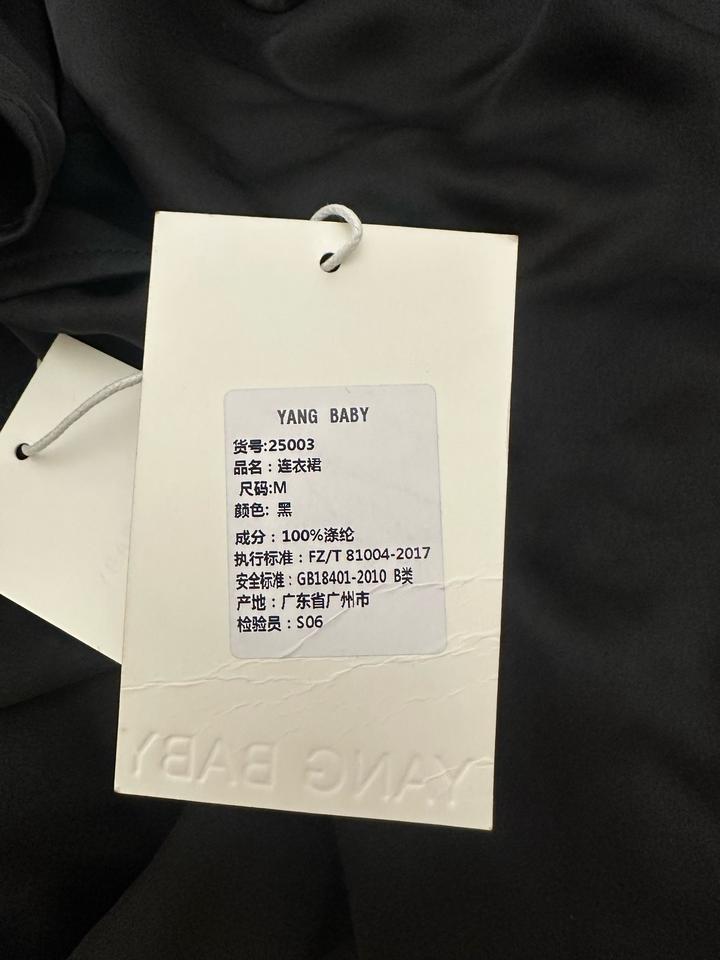 YANG BABY
货号:25003
品名：连衣裙
尺码:M
颜色: 黑
成分：100%涤纶
执行标准：FZ/T 81004-2017
安全标准：GB18401-2010 B类
产地：广东省广州市
检验员：S06
YANG BABY